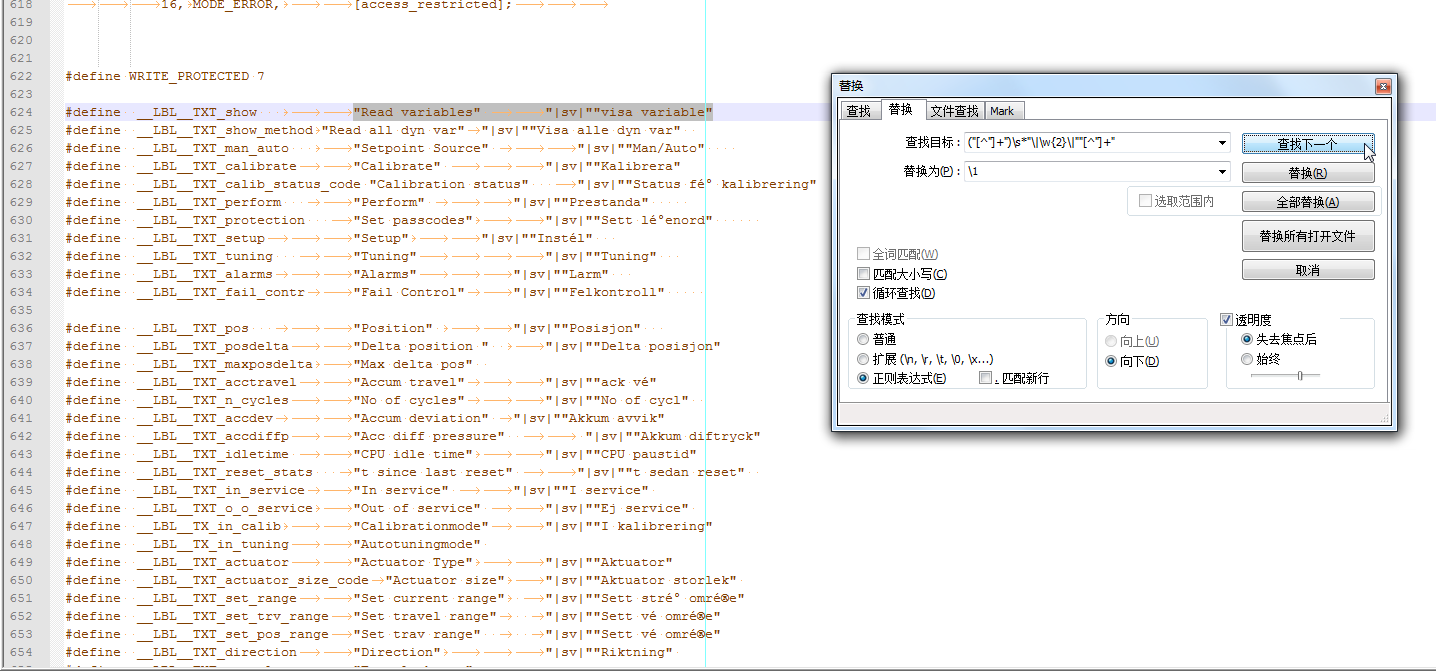 618 16, MODE_ERROR, [access_restricted];
619
620
621
622 #define WRITE_PROTECTED 7
623
624 #define __LBL__TXT_show "Read variables" "|sv|""visa variable"
625 #define __LBL__TXT_show_method "Read all dyn var" "|sv|""Visa alle dyn var"
626 #define __LBL__TXT_man_auto "Setpoint Source" "|sv|""Man/Auto"
627 #define __LBL__TXT_calibrate "Calibrate" "|sv|""Kalibrera
628 #define __LBL__TXT_calib_status_code "Calibration status" "|sv|""Status fé° kalibrering"
629 #define __LBL__TXT_perform "Perform" "|sv|""Prestanda
630 #define __LBL__TXT_protection "Set passcodes" "|sv|""Sett lé°enord"
631 #define __LBL__TXT_setup "Setup" "|sv|""Instél"
632 #define __LBL__TXT_tuning "Tuning" "|sv|""Tuning"
633 #define __LBL__TXT_alarms "Alarms" "|sv|""Larm"
634 #define __LBL__TXT_fail_contr "Fail Control" "|sv|""Felkontroll"
635
636 #define __LBL__TXT_pos "Position" "|sv|""Posisjon"
637 #define __LBL__TXT_posdelta "Delta position " "|sv|""Delta posisjon"
638 #define __LBL__TXT_maxposdelta "Max delta pos"
639 #define __LBL__TXT_acctravel "Accum travel" "|sv|""ack vé"
640 #define __LBL__TXT_n_cycles "No of cycles" "|sv|""No of cycl"
641 #define __LBL__TXT_accdev "Accum deviation" "|sv|""Akkum avvik"
642 #define __LBL__TXT_accdiffp "Acc diff pressure" "|sv|""Akkum diftryck"
643 #define __LBL__TXT_idletime "CPU idle time" "|sv|""CPU paustid"
644 #define __LBL__TXT_reset_stats "t since last reset" "|sv|""t sedan reset"
645 #define __LBL__TXT_in_service "In service" "|sv|""I service"
646 #define __LBL__TXT_o_o_service "Out of service" "|sv|""Ej service"
647 #define __LBL__TX_in_calib "Calibrationmode" "|sv|""I kalibrering"
648 #define __LBL__TX_in_tuning "Autotuningmode"
649 #define __LBL__TXT_actuator "Actuator Type" "|sv|""Aktuator"
650 #define __LBL__TXT_actuator_size_code "Actuator size" "|sv|""Aktuator storlek"
651 #define __LBL__TXT_set_range "Set current range" "|sv|""Sett stré° omré®e"
652 #define __LBL__TXT_set_trv_range "Set travel range" "|sv|""Sett vé omré®e"
653 #define __LBL__TXT_set_pos_range "Set trav range" "|sv|""Sett vé omré®e"
654 #define __LBL__TXT_direction "Direction" "|sv|""Riktning"
替换
查找 替换 文件查找 Mark
查找目标： ("[^"]+")\s*"\||\w{2}\|""[^"]+" 查找下一个
替换为(P)： \1 替换(R)
选取范围内 全部替换(A)
替换所有打开文件
全词匹配(W) 取消
匹配大小写(C)
循环查找(D)
查找模式 方向 透明度
普通 向上(U) 失去焦点后
扩展 (\n, \r, \t, \0, \x...) 向下(D) 始终
正则表达式(E) . 匹配新行